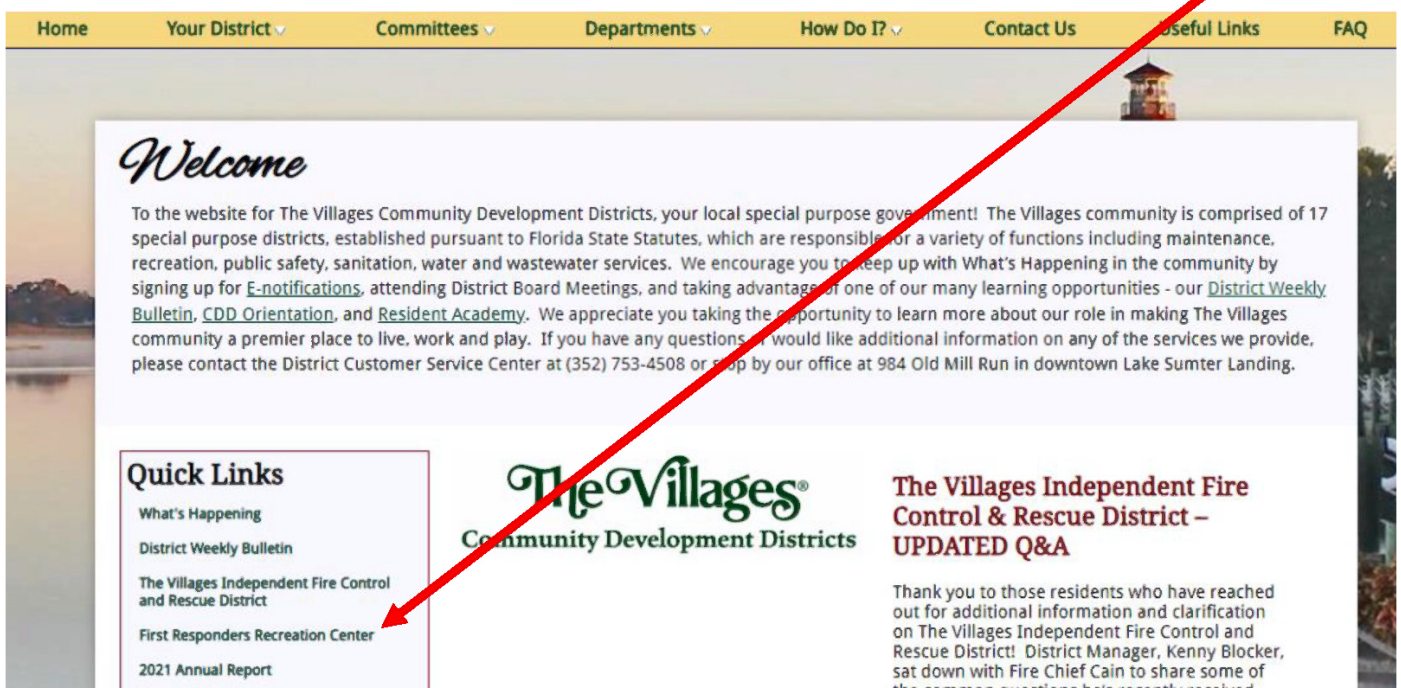 Home Your District Committees Departments How Do I? Contact Us Useful Links FAQ
Welcome
To the website for The Villages Community Development Districts, your local special purpose government! The Villages community is comprised of 17
special purpose districts, established pursuant to Florida State Statutes, which are responsible for a variety of functions including maintenance,
recreation, public safety, sanitation, water and wastewater services. We encourage you to keep up with What's Happening in the community by
signing up for E-notifications, attending District Board Meetings, and taking advantage of one of our many learning opportunities - our District Weekly
Bulletin, CDD Orientation, and Resident Academy. We appreciate you taking the opportunity to learn more about our role in making The Villages
community a premier place to live, work and play. If you have any questions or would like additional information on any of the services we provide,
please contact the District Customer Service Center at (352) 753-4508 or stop by our office at 984 Old Mill Run in downtown Lake Sumter Landing.
Quick Links
What's Happening
District Weekly Bulletin
The Villages Independent Fire Control
and Rescue District
First Responders Recreation Center
2021 Annual Report
The Villages®
Community Development Districts
The Villages Independent Fire
Control & Rescue District –
UPDATED Q&A
Thank you to those residents who have reached
out for additional information and clarification
on The Villages Independent Fire Control and
Rescue District! District Manager, Kenny Blocker,
sat down with Fire Chief Cain to share some of
the common questions he's recently received